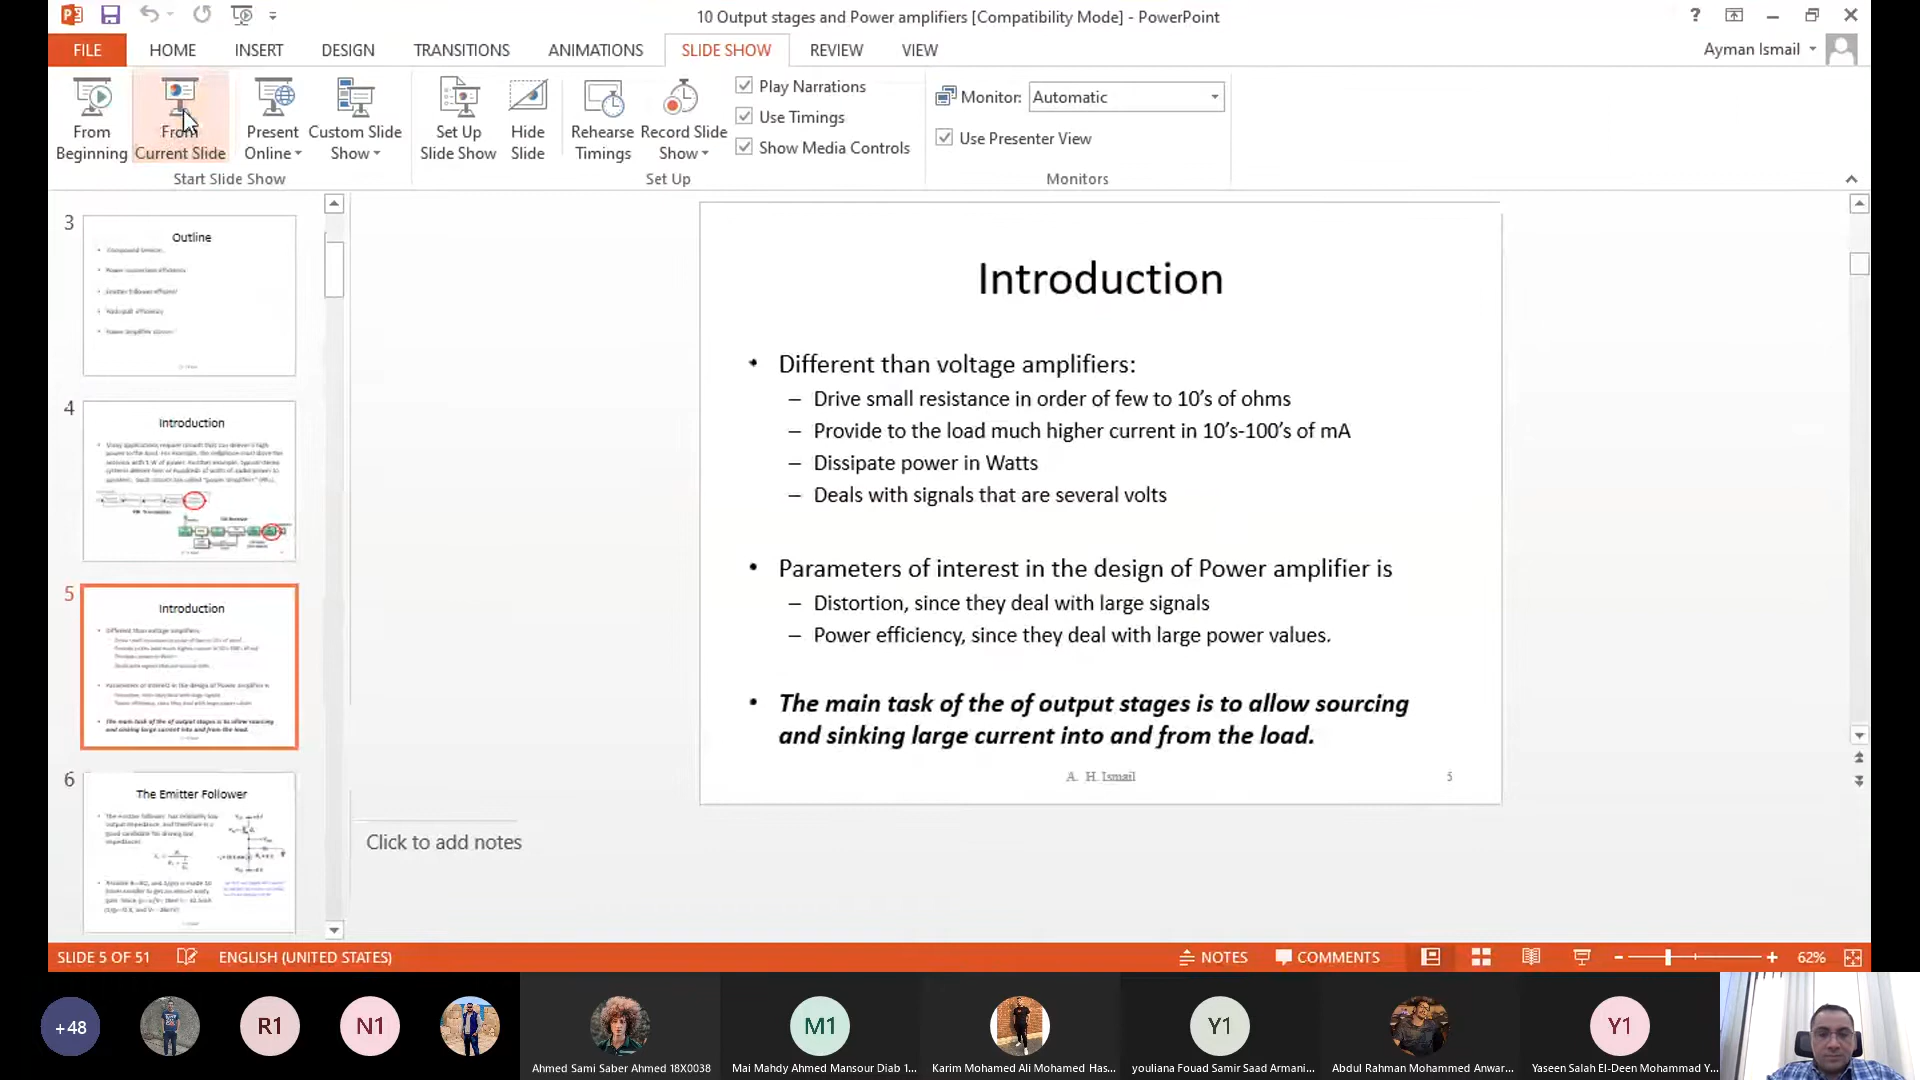 10 Output stages and Power amplifiers [Compatibility Mode] - PowerPoint
FILE HOME INSERT DESIGN TRANSITIONS ANIMATIONS SLIDE SHOW REVIEW VIEW
Ayman Ismail
From Beginning
From Current Slide
Present Online
Custom Slide Show
Start Slide Show
Set Up Slide Show
Hide Slide
Rehearse Timings
Record Slide Show
Play Narrations
Use Timings
Show Media Controls
Set Up
Monitor: Automatic
Use Presenter View
Monitors
3
Outline
4
Introduction
5
Introduction
6
The Emitter Follower
Introduction
• Different than voltage amplifiers:
– Drive small resistance in order of few to 10's of ohms
– Provide to the load much higher current in 10's-100's of mA
– Dissipate power in Watts
– Deals with signals that are several volts
• Parameters of interest in the design of Power amplifier is
– Distortion, since they deal with large signals
– Power efficiency, since they deal with large power values.
• The main task of the of output stages is to allow sourcing
and sinking large current into and from the load.
A. H. Ismail
5
Click to add notes
SLIDE 5 OF 51
ENGLISH (UNITED STATES)
NOTES
COMMENTS
62%
+48
R1
N1
M1
Y1
Y1
Ahmed Sami Saber Ahmed 18X0038
Mai Mahdy Ahmed Mansour Diab 1...
Karim Mohamed Ali Mohamed Has...
youliana Fouad Samir Saad Armani...
Abdul Rahman Mohammed Anwar...
Yaseen Salah El-Deen Mohammad Y...